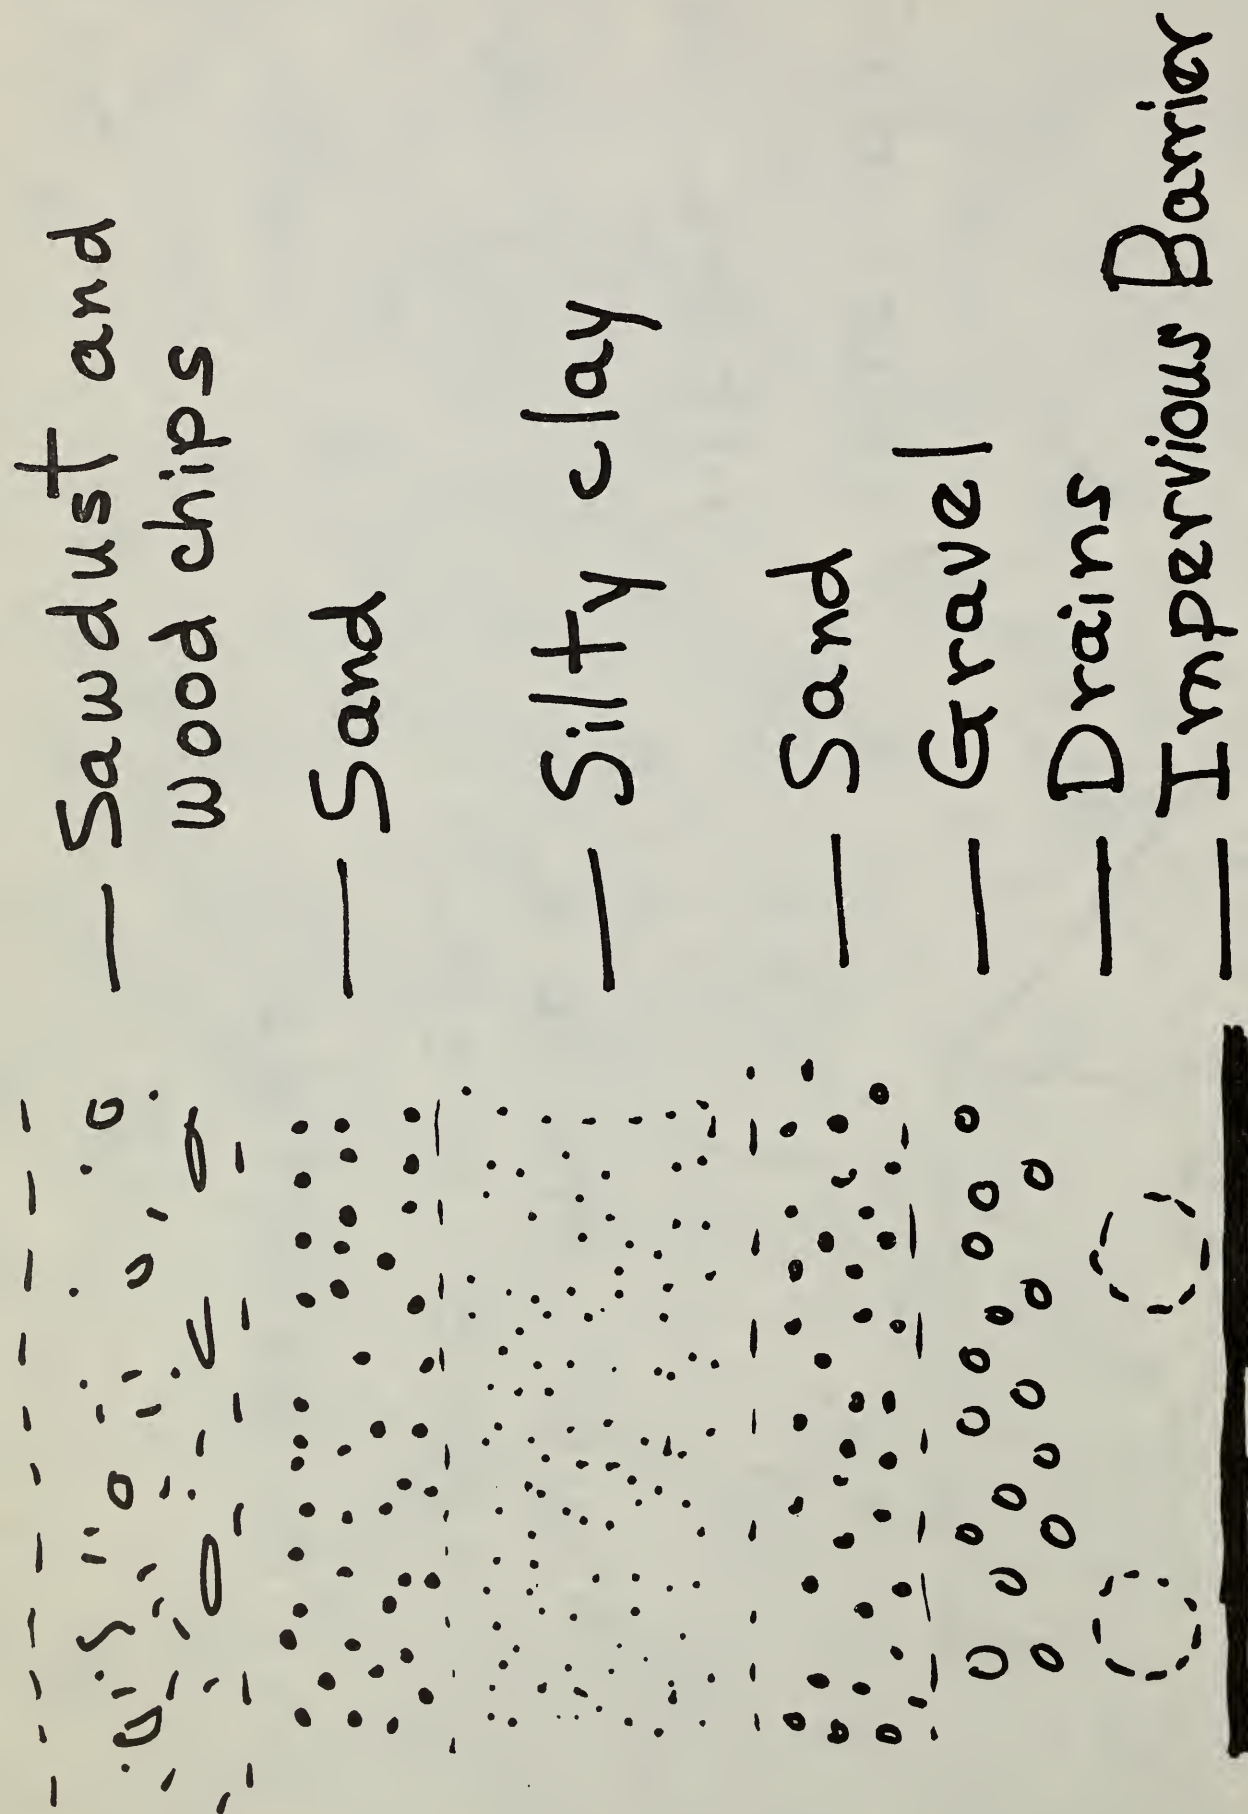 Sawdust and
wood chips
Sand
Silty clay
Sand
Gravel
Drains
Impervious Barrier